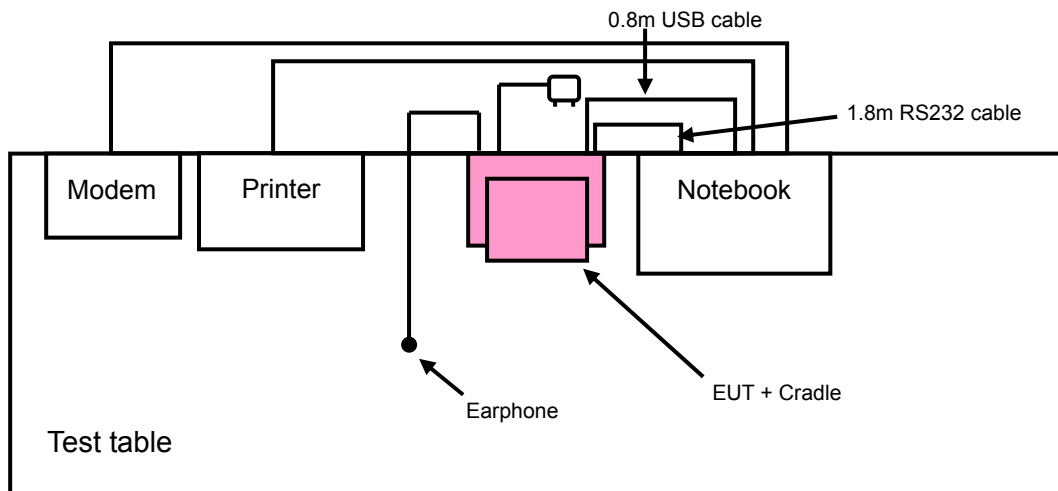 0.8m USB cable
1.8m RS232 cable
Modem
Printer
Notebook
EUT + Cradle
Earphone
Test table